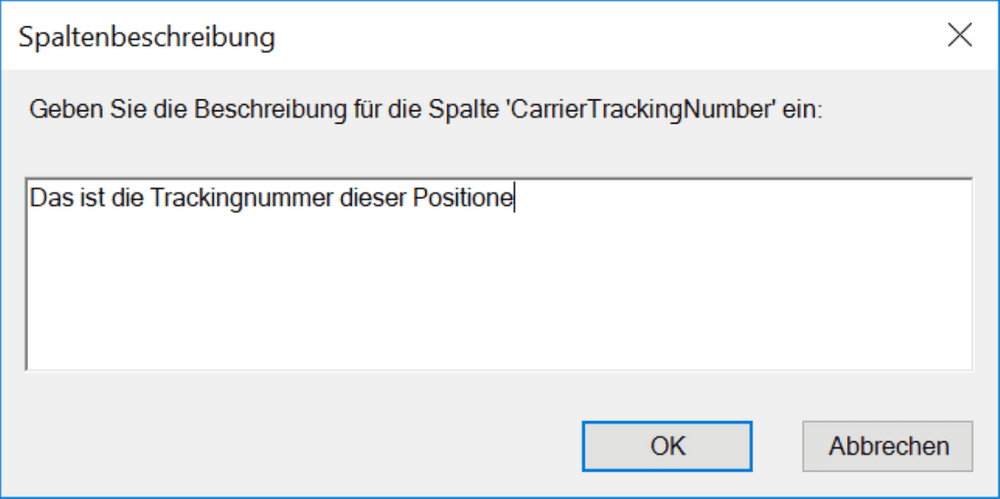 Spaltenbeschreibung
Geben Sie die Beschreibung für die Spalte 'CarrierTrackingNumber' ein:
Das ist die Trackingnummer dieser Positione
OK
Abbrechen